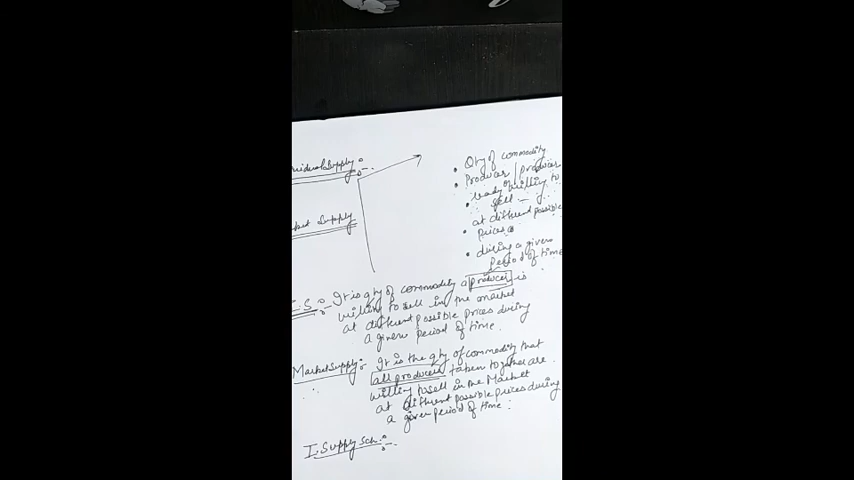 vidual Supply :-
ket Supply
• Qty of commodity
• Producer / producers
ready or willing to
• sell
at different possible
• prices
• during a given
period of time
I.S. :- It is qty of commodity a producer is
willing to sell in the market
at different possible prices during
a given period of time.
Market Supply :- It is the qty of commodity that
all producers taken together are
willing to sell in the Market
at different possible prices during
a given period of time.
I. Supply Sch :-